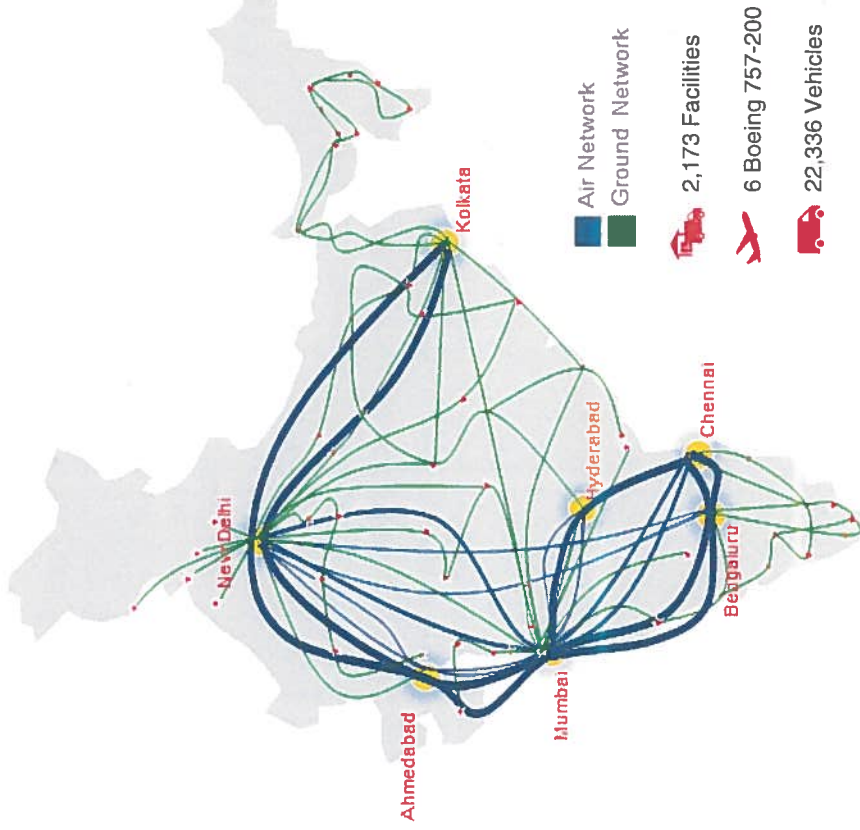 New Delhi
Ahmedabad
Kolkata
Mumbai
Hyderabad
Bengaluru
Chennai
Air Network
Ground Network
2,173 Facilities
6 Boeing 757-200
22,336 Vehicles